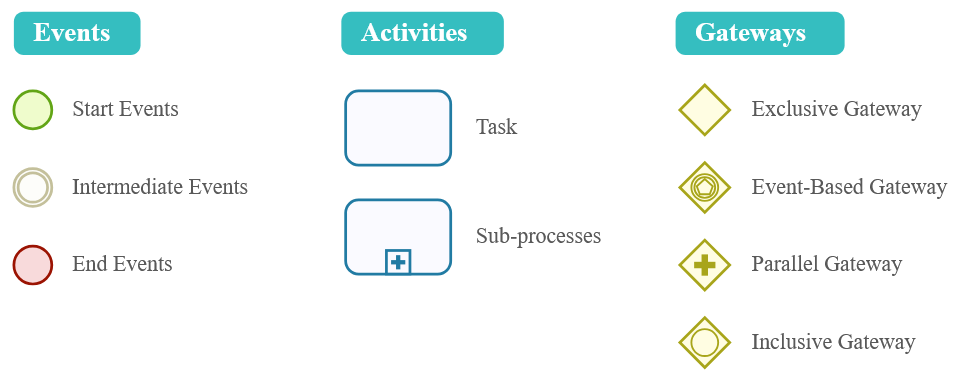 Events
Start Events
Intermediate Events
End Events
Activities
Task
Sub-processes
Gateways
Exclusive Gateway
Event-Based Gateway
Parallel Gateway
Inclusive Gateway